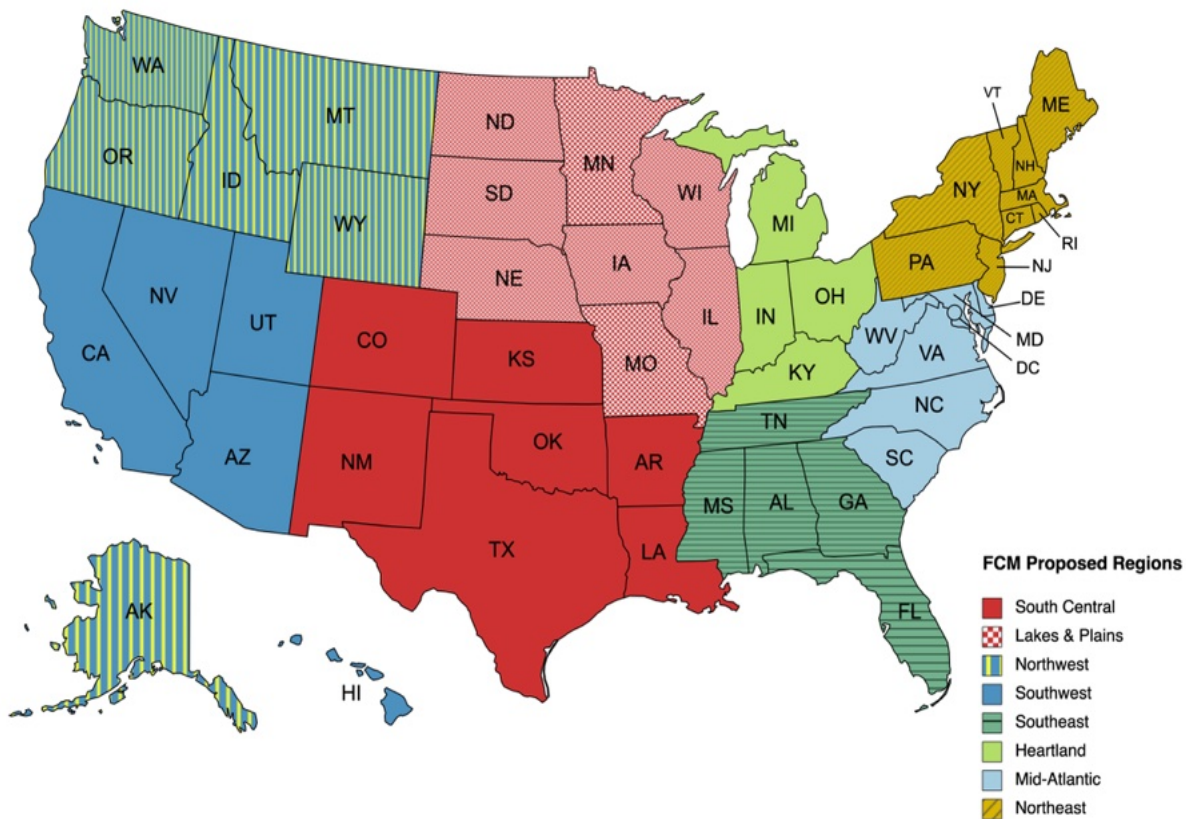 WA
MT
ND
MN
OR
ID
SD
WI
WY
MI
NE
IA
VT
ME
NH
NY
MA
CT
RI
PA
NJ
NV
UT
CO
KS
MO
IL
IN
OH
WV
VA
DE
MD
DC
CA
KY
NC
AZ
NM
OK
AR
TN
SC
TX
LA
MS
AL
GA
FL
AK
HI
FCM Proposed Regions
South Central
Lakes & Plains
Northwest
Southwest
Southeast
Heartland
Mid-Atlantic
Northeast